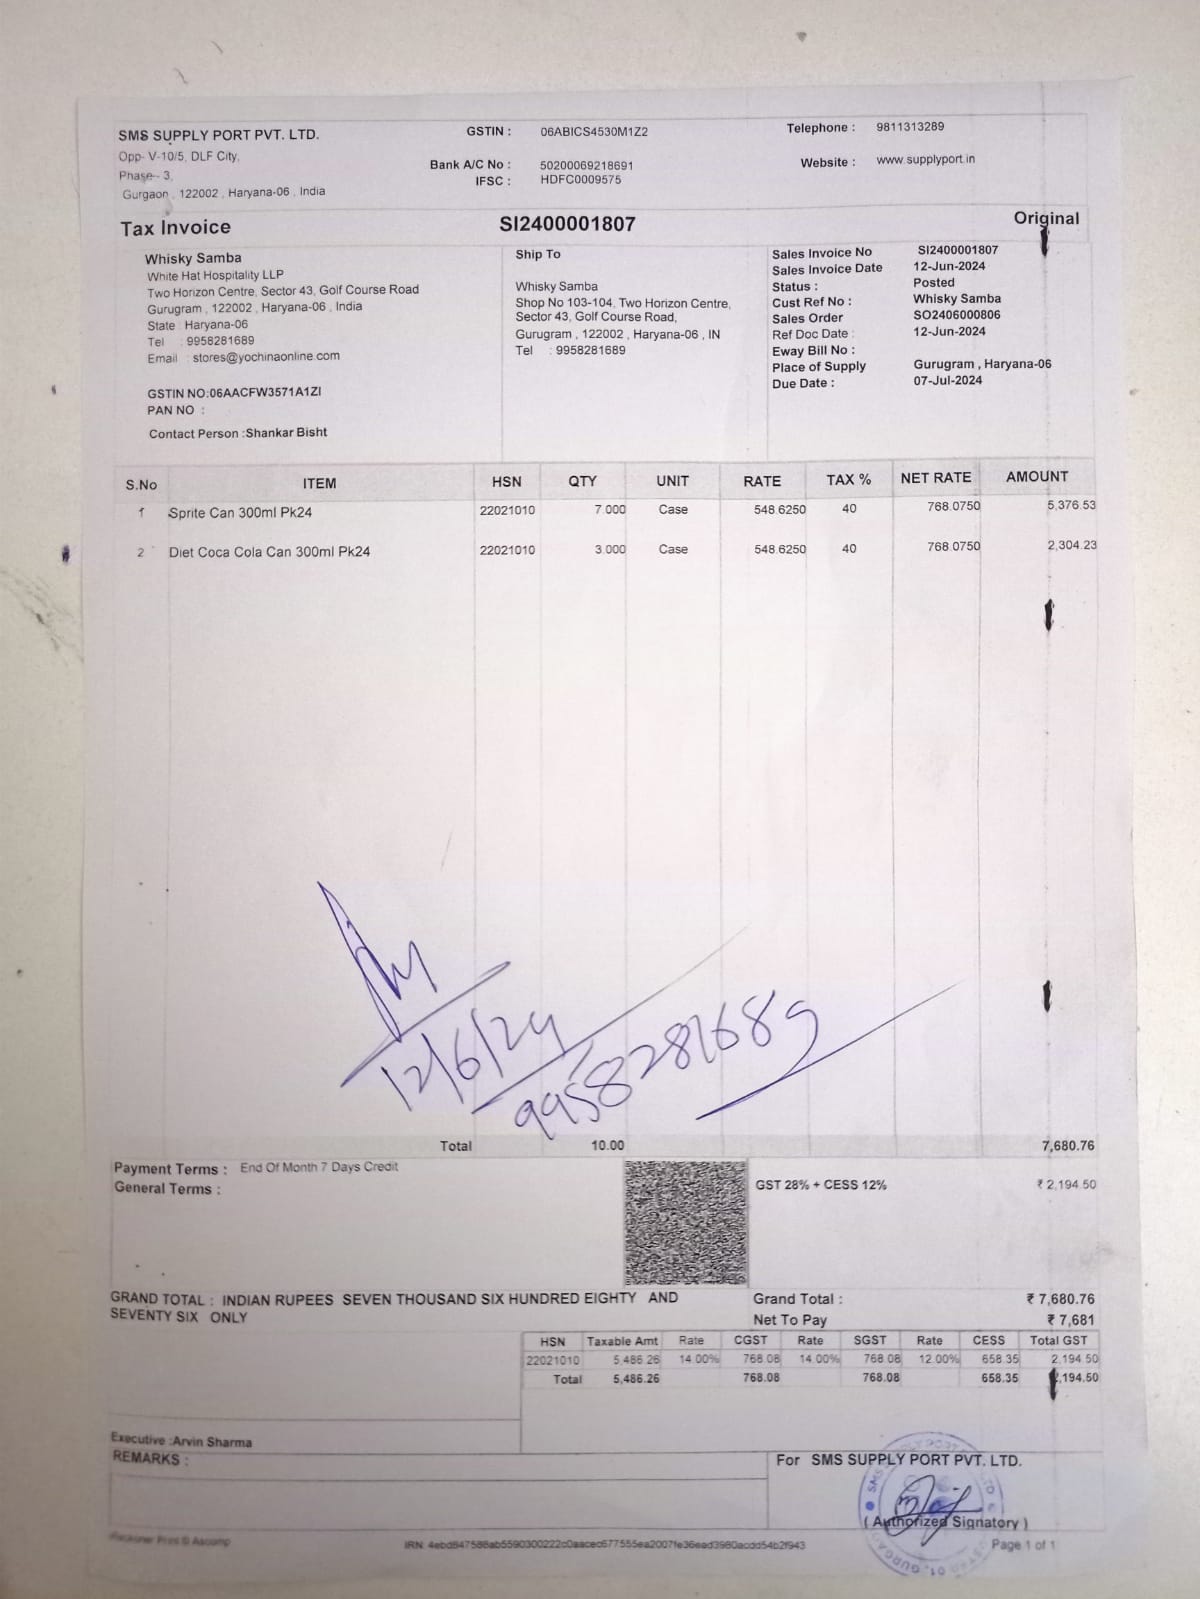 SMS SUPPLY PORT PVT. LTD.
Opp- V-10/5, DLF City,
Phase-- 3,
Gurgaon , 122002 , Haryana-06 , India
GSTIN : 06ABICS4530M1Z2
Bank A/C No : 50200069218691
IFSC : HDFC0009575
Telephone : 9811313289
Website : www.supplyport.in
Tax Invoice SI2400001807 Original
Whisky Samba
White Hat Hospitality LLP
Two Horizon Centre, Sector 43, Golf Course Road
Gurugram , 122002 , Haryana-06 , India
State : Haryana-06
Tel : 9958281689
Email : stores@yochinaonline.com
GSTIN NO:06AACFW3571A1ZI
PAN NO :
Contact Person :Shankar Bisht
Ship To
Whisky Samba
Shop No 103-104, Two Horizon Centre,
Sector 43, Golf Course Road,
Gurugram , 122002 , Haryana-06 , IN
Tel : 9958281689
Sales Invoice No SI2400001807
Sales Invoice Date 12-Jun-2024
Status : Posted
Cust Ref No : Whisky Samba
Sales Order SO2406000806
Ref Doc Date : 12-Jun-2024
Eway Bill No :
Place of Supply Gurugram , Haryana-06
Due Date : 07-Jul-2024
S.No ITEM HSN QTY UNIT RATE TAX % NET RATE AMOUNT
1 Sprite Can 300ml Pk24 22021010 7.000 Case 548.6250 40 768.0750 5,376.53
2 Diet Coca Cola Can 300ml Pk24 22021010 3.000 Case 548.6250 40 768.0750 2,304.23
12/6/24
9958281689
Total 10.00 7,680.76
Payment Terms : End Of Month 7 Days Credit
General Terms :
GST 28% + CESS 12% ₹ 2,194.50
GRAND TOTAL : INDIAN RUPEES SEVEN THOUSAND SIX HUNDRED EIGHTY AND
SEVENTY SIX ONLY
Grand Total : ₹ 7,680.76
Net To Pay ₹ 7,681
HSN Taxable Amt Rate CGST Rate SGST Rate CESS Total GST
22021010 5,486.26 14.00% 768.08 14.00% 768.08 12.00% 658.35 2,194.50
Total 5,486.26 768.08 768.08 658.35 2,194.50
Executive :Arvin Sharma
REMARKS :
For SMS SUPPLY PORT PVT. LTD.
( Authorized Signatory )
Page 1 of 1